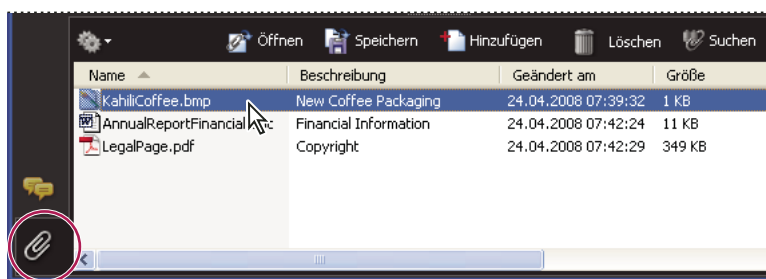 Öffnen Speichern Hinzufügen Löschen Suchen
Name Beschreibung Geändert am Größe
KahiliCoffee.bmp New Coffee Packaging 24.04.2008 07:39:32 1 KB
AnnualReportFinancial Financial Information 24.04.2008 07:42:24 11 KB
LegalPage.pdf Copyright 24.04.2008 07:42:29 349 KB